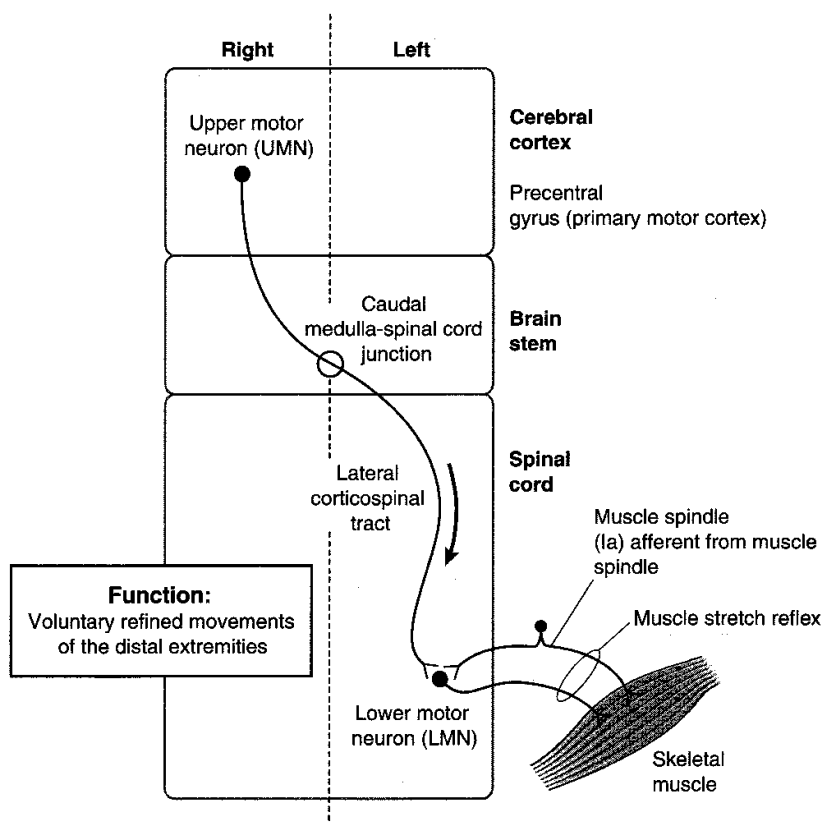 Right
Left
Upper motor
neuron (UMN)
Cerebral
cortex
Precentral
gyrus (primary motor cortex)
Caudal
medulla-spinal cord
junction
Brain
stem
Lateral
corticospinal
tract
Spinal
cord
Muscle spindle
(Ia) afferent from muscle
spindle
Muscle stretch reflex
Function:
Voluntary refined movements
of the distal extremities
Lower motor
neuron (LMN)
Skeletal
muscle